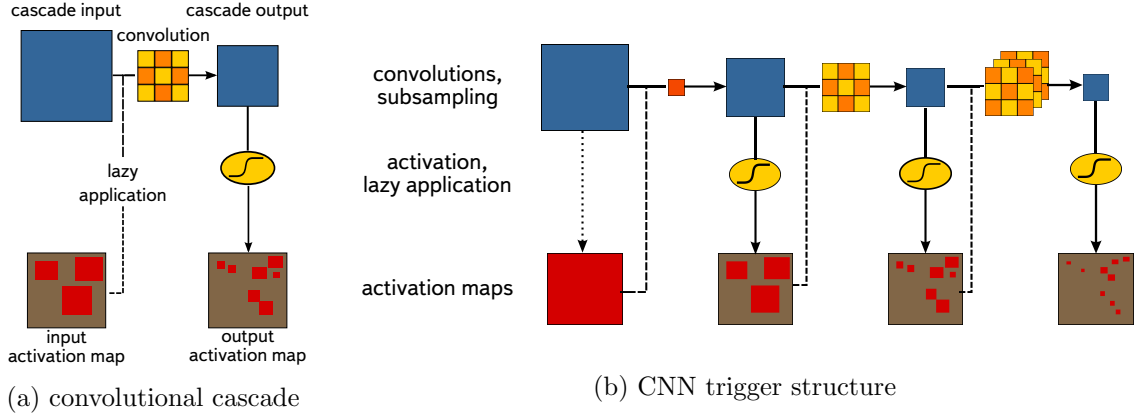 cascade input
cascade output
convolution
lazy
application
input
activation map
output
activation map
(a) convolutional cascade
convolutions,
subsampling
activation,
lazy application
activation maps
(b) CNN trigger structure